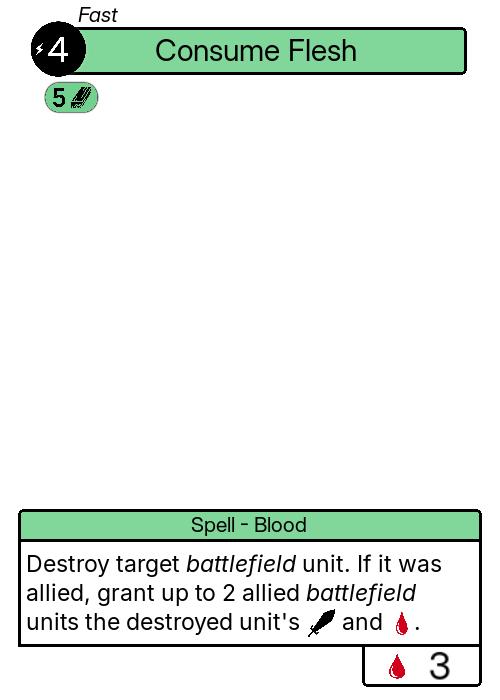 Fast
4
Consume Flesh
5
Spell - Blood
Destroy target battlefield unit. If it was
allied, grant up to 2 allied battlefield
units the destroyed unit's and .
3